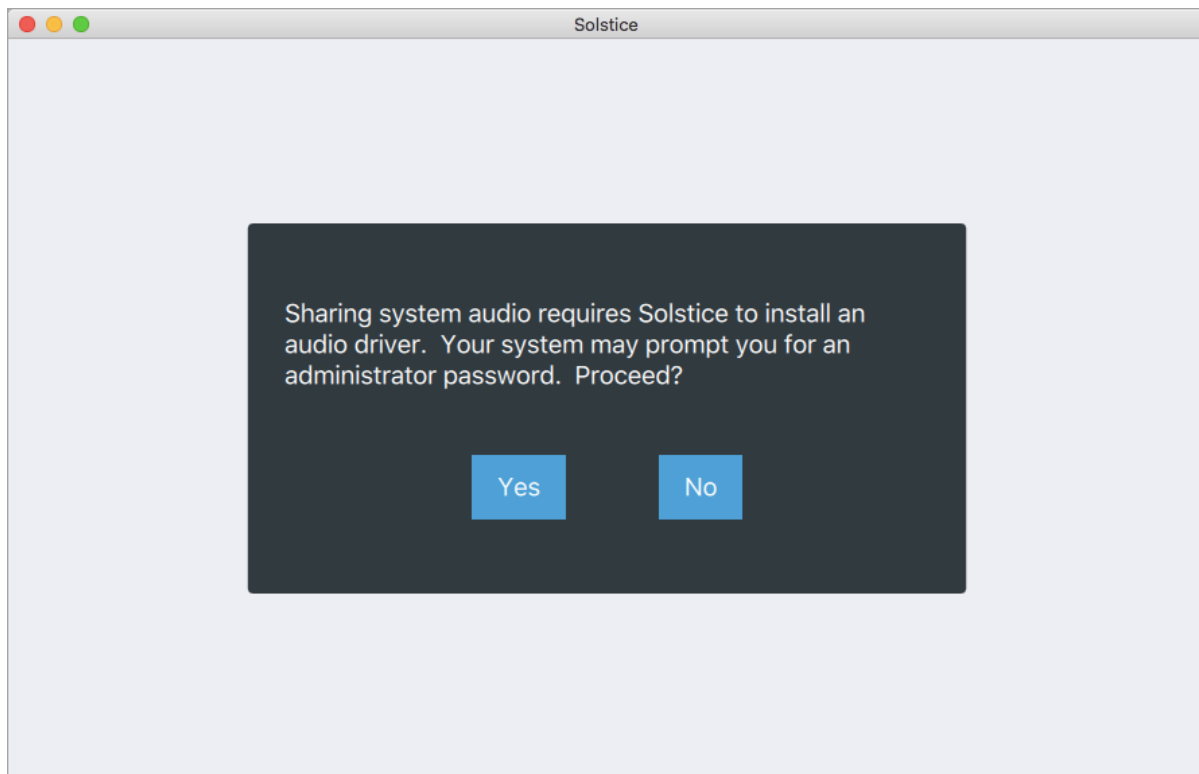 Solstice
Sharing system audio requires Solstice to install an
audio driver.  Your system may prompt you for an
administrator password.  Proceed?
Yes
No